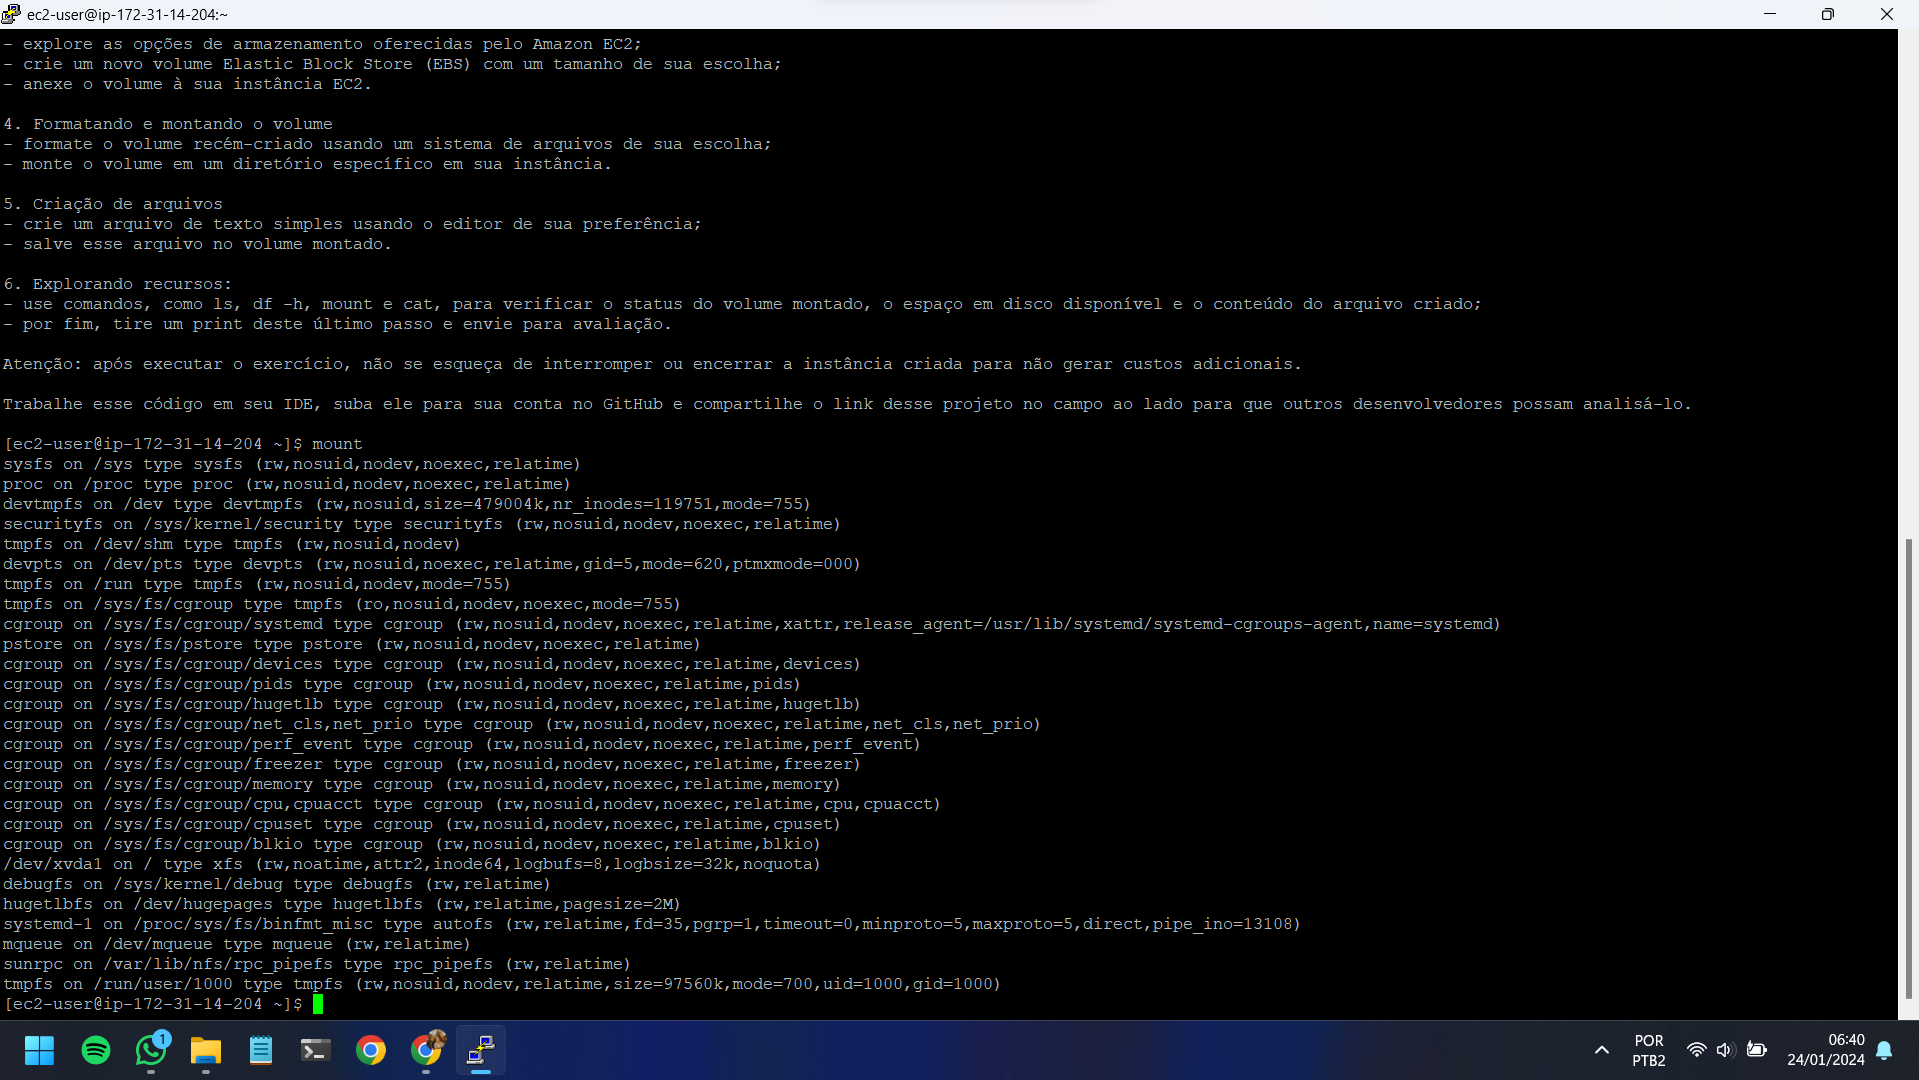 ec2-user@ip-172-31-14-204:~
- explore as opções de armazenamento oferecidas pelo Amazon EC2;
- crie um novo volume Elastic Block Store (EBS) com um tamanho de sua escolha;
- anexe o volume à sua instância EC2.
4. Formatando e montando o volume
- formate o volume recém-criado usando um sistema de arquivos de sua escolha;
- monte o volume em um diretório específico em sua instância.
5. Criação de arquivos
- crie um arquivo de texto simples usando o editor de sua preferência;
- salve esse arquivo no volume montado.
6. Explorando recursos:
- use comandos, como ls, df -h, mount e cat, para verificar o status do volume montado, o espaço em disco disponível e o conteúdo do arquivo criado;
- por fim, tire um print deste último passo e envie para avaliação.
Atenção: após executar o exercício, não se esqueça de interromper ou encerrar a instância criada para não gerar custos adicionais.
Trabalhe esse código em seu IDE, suba ele para sua conta no GitHub e compartilhe o link desse projeto no campo ao lado para que outros desenvolvedores possam analisá-lo.
[ec2-user@ip-172-31-14-204 ~]$ mount
sysfs on /sys type sysfs (rw,nosuid,nodev,noexec,relatime)
proc on /proc type proc (rw,nosuid,nodev,noexec,relatime)
devtmpfs on /dev type devtmpfs (rw,nosuid,size=479004k,nr_inodes=119751,mode=755)
securityfs on /sys/kernel/security type securityfs (rw,nosuid,nodev,noexec,relatime)
tmpfs on /dev/shm type tmpfs (rw,nosuid,nodev)
devpts on /dev/pts type devpts (rw,nosuid,noexec,relatime,gid=5,mode=620,ptmxmode=000)
tmpfs on /run type tmpfs (rw,nosuid,nodev,mode=755)
tmpfs on /sys/fs/cgroup type tmpfs (ro,nosuid,nodev,noexec,mode=755)
cgroup on /sys/fs/cgroup/systemd type cgroup (rw,nosuid,nodev,noexec,relatime,xattr,release_agent=/usr/lib/systemd/systemd-cgroups-agent,name=systemd)
pstore on /sys/fs/pstore type pstore (rw,nosuid,nodev,noexec,relatime)
cgroup on /sys/fs/cgroup/devices type cgroup (rw,nosuid,nodev,noexec,relatime,devices)
cgroup on /sys/fs/cgroup/pids type cgroup (rw,nosuid,nodev,noexec,relatime,pids)
cgroup on /sys/fs/cgroup/hugetlb type cgroup (rw,nosuid,nodev,noexec,relatime,hugetlb)
cgroup on /sys/fs/cgroup/net_cls,net_prio type cgroup (rw,nosuid,nodev,noexec,relatime,net_cls,net_prio)
cgroup on /sys/fs/cgroup/perf_event type cgroup (rw,nosuid,nodev,noexec,relatime,perf_event)
cgroup on /sys/fs/cgroup/freezer type cgroup (rw,nosuid,nodev,noexec,relatime,freezer)
cgroup on /sys/fs/cgroup/memory type cgroup (rw,nosuid,nodev,noexec,relatime,memory)
cgroup on /sys/fs/cgroup/cpu,cpuacct type cgroup (rw,nosuid,nodev,noexec,relatime,cpu,cpuacct)
cgroup on /sys/fs/cgroup/cpuset type cgroup (rw,nosuid,nodev,noexec,relatime,cpuset)
cgroup on /sys/fs/cgroup/blkio type cgroup (rw,nosuid,nodev,noexec,relatime,blkio)
/dev/xvda1 on / type xfs (rw,noatime,attr2,inode64,logbufs=8,logbsize=32k,noquota)
debugfs on /sys/kernel/debug type debugfs (rw,relatime)
hugetlbfs on /dev/hugepages type hugetlbfs (rw,relatime,pagesize=2M)
systemd-1 on /proc/sys/fs/binfmt_misc type autofs (rw,relatime,fd=35,pgrp=1,timeout=0,minproto=5,maxproto=5,direct,pipe_ino=13108)
mqueue on /dev/mqueue type mqueue (rw,relatime)
sunrpc on /var/lib/nfs/rpc_pipefs type rpc_pipefs (rw,relatime)
tmpfs on /run/user/1000 type tmpfs (rw,nosuid,nodev,relatime,size=97560k,mode=700,uid=1000,gid=1000)
[ec2-user@ip-172-31-14-204 ~]$
1
POR
PTB2
06:40
24/01/2024